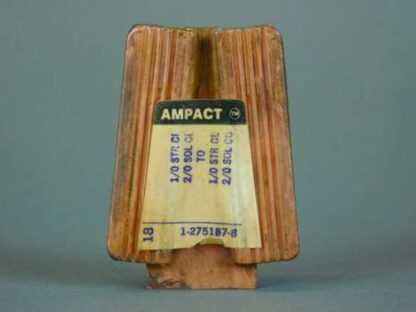 AMPACT ™
1/0 STR CU
2/0 SOL CU
TO
1/0 STR CU
2/0 SOL CU
18
1-275187-8